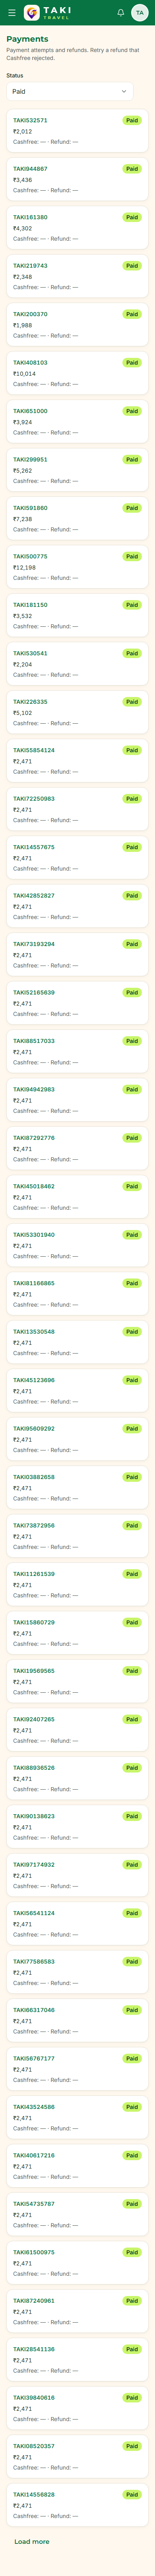 TAKI
TRAVEL
TA
Payments
Payment attempts and refunds. Retry a refund that
Cashfree rejected.
Status
Paid
TAKI532571 Paid
₹2,012
Cashfree: — · Refund: —
TAKI944867 Paid
₹3,436
Cashfree: — · Refund: —
TAKI161380 Paid
₹4,302
Cashfree: — · Refund: —
TAKI219743 Paid
₹2,348
Cashfree: — · Refund: —
TAKI200370 Paid
₹1,988
Cashfree: — · Refund: —
TAKI408103 Paid
₹10,014
Cashfree: — · Refund: —
TAKI651000 Paid
₹3,924
Cashfree: — · Refund: —
TAKI299951 Paid
₹5,262
Cashfree: — · Refund: —
TAKI591860 Paid
₹7,238
Cashfree: — · Refund: —
TAKI500775 Paid
₹12,198
Cashfree: — · Refund: —
TAKI181150 Paid
₹3,532
Cashfree: — · Refund: —
TAKI530541 Paid
₹2,204
Cashfree: — · Refund: —
TAKI226335 Paid
₹5,102
Cashfree: — · Refund: —
TAKI55854124 Paid
₹2,471
Cashfree: — · Refund: —
TAKI72250983 Paid
₹2,471
Cashfree: — · Refund: —
TAKI14557675 Paid
₹2,471
Cashfree: — · Refund: —
TAKI42852827 Paid
₹2,471
Cashfree: — · Refund: —
TAKI73193294 Paid
₹2,471
Cashfree: — · Refund: —
TAKI52165639 Paid
₹2,471
Cashfree: — · Refund: —
TAKI88517033 Paid
₹2,471
Cashfree: — · Refund: —
TAKI94942983 Paid
₹2,471
Cashfree: — · Refund: —
TAKI87292776 Paid
₹2,471
Cashfree: — · Refund: —
TAKI45018462 Paid
₹2,471
Cashfree: — · Refund: —
TAKI53301940 Paid
₹2,471
Cashfree: — · Refund: —
TAKI81166865 Paid
₹2,471
Cashfree: — · Refund: —
TAKI13530548 Paid
₹2,471
Cashfree: — · Refund: —
TAKI45123696 Paid
₹2,471
Cashfree: — · Refund: —
TAKI95609292 Paid
₹2,471
Cashfree: — · Refund: —
TAKI03882658 Paid
₹2,471
Cashfree: — · Refund: —
TAKI73872956 Paid
₹2,471
Cashfree: — · Refund: —
TAKI11261539 Paid
₹2,471
Cashfree: — · Refund: —
TAKI15860729 Paid
₹2,471
Cashfree: — · Refund: —
TAKI19569565 Paid
₹2,471
Cashfree: — · Refund: —
TAKI92407265 Paid
₹2,471
Cashfree: — · Refund: —
TAKI88936526 Paid
₹2,471
Cashfree: — · Refund: —
TAKI90138623 Paid
₹2,471
Cashfree: — · Refund: —
TAKI97174932 Paid
₹2,471
Cashfree: — · Refund: —
TAKI56541124 Paid
₹2,471
Cashfree: — · Refund: —
TAKI77586583 Paid
₹2,471
Cashfree: — · Refund: —
TAKI66317046 Paid
₹2,471
Cashfree: — · Refund: —
TAKI56767177 Paid
₹2,471
Cashfree: — · Refund: —
TAKI43524586 Paid
₹2,471
Cashfree: — · Refund: —
TAKI40617216 Paid
₹2,471
Cashfree: — · Refund: —
TAKI54735787 Paid
₹2,471
Cashfree: — · Refund: —
TAKI61500975 Paid
₹2,471
Cashfree: — · Refund: —
TAKI87240961 Paid
₹2,471
Cashfree: — · Refund: —
TAKI28541136 Paid
₹2,471
Cashfree: — · Refund: —
TAKI39840616 Paid
₹2,471
Cashfree: — · Refund: —
TAKI08520357 Paid
₹2,471
Cashfree: — · Refund: —
TAKI14556828 Paid
₹2,471
Cashfree: — · Refund: —
Load more